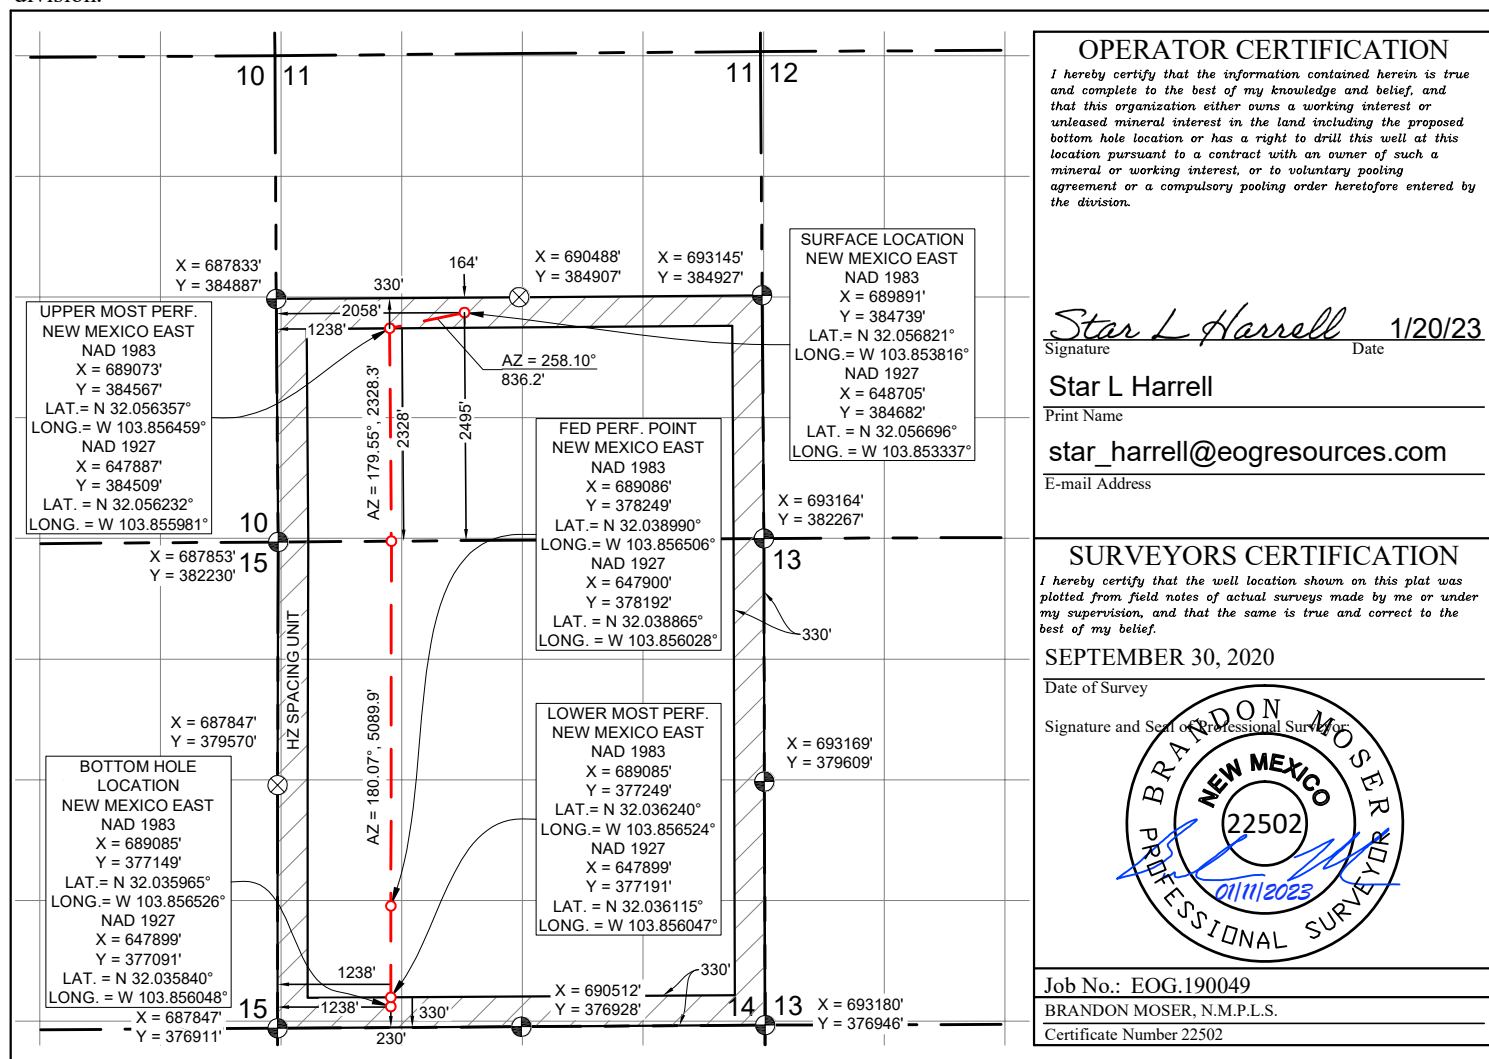 division.
10 11
11 12
X = 687833'
Y = 384887'
330'
164'
X = 690488'
Y = 384907'
X = 693145'
Y = 384927'
2058'
1238'
UPPER MOST PERF.
NEW MEXICO EAST
NAD 1983
X = 689073'
Y = 384567'
LAT.= N 32.056357°
LONG.= W 103.856459°
NAD 1927
X = 647887'
Y = 384509'
LAT. = N 32.056232°
LONG. = W 103.855981°
SURFACE LOCATION
NEW MEXICO EAST
NAD 1983
X = 689891'
Y = 384739'
LAT.= N 32.056821°
LONG.= W 103.853816°
NAD 1927
X = 648705'
Y = 384682'
LAT. = N 32.056696°
LONG. = W 103.853337°
AZ = 258.10°
836.2'
AZ = 179.55°, 2328.3'
2328'
2495'
FED PERF. POINT
NEW MEXICO EAST
NAD 1983
X = 689086'
Y = 378249'
LAT.= N 32.038990°
LONG.= W 103.856506°
NAD 1927
X = 647900'
Y = 378192'
LAT. = N 32.038865°
LONG. = W 103.856028°
10
15
X = 687853'
Y = 382230'
X = 693164'
Y = 382267'
13
330'
HZ SPACING UNIT
AZ = 180.07°, 5089.9'
X = 687847'
Y = 379570'
X = 693169'
Y = 379609'
LOWER MOST PERF.
NEW MEXICO EAST
NAD 1983
X = 689085'
Y = 377249'
LAT.= N 32.036240°
LONG.= W 103.856524°
NAD 1927
X = 647899'
Y = 377191'
LAT. = N 32.036115°
LONG. = W 103.856047°
BOTTOM HOLE
LOCATION
NEW MEXICO EAST
NAD 1983
X = 689085'
Y = 377149'
LAT.= N 32.035965°
LONG.= W 103.856526°
NAD 1927
X = 647899'
Y = 377091'
LAT. = N 32.035840°
LONG. = W 103.856048°
1238'
1238'
330'
230'
330'
15
X = 687847'
Y = 376911'
X = 690512'
Y = 376928'
14 13
X = 693180'
Y = 376946'
OPERATOR CERTIFICATION
I hereby certify that the information contained herein is true
and complete to the best of my knowledge and belief, and
that this organization either owns a working interest or
unleased mineral interest in the land including the proposed
bottom hole location or has a right to drill this well at this
location pursuant to a contract with an owner of such a
mineral or working interest, or to voluntary pooling
agreement or a compulsory pooling order heretofore entered by
the division.
Star L Harrell 1/20/23
Signature Date
Star L Harrell
Print Name
star_harrell@eogresources.com
E-mail Address
SURVEYORS CERTIFICATION
I hereby certify that the well location shown on this plat was
plotted from field notes of actual surveys made by me or under
my supervision, and that the same is true and correct to the
best of my belief.
SEPTEMBER 30, 2020
Date of Survey
Signature and Seal of Professional Surveyor:
BRANDON MOSER
NEW MEXICO
22502
01/11/2023
PROFESSIONAL SURVEYOR
Job No.: EOG.190049
BRANDON MOSER, N.M.P.L.S.
Certificate Number 22502